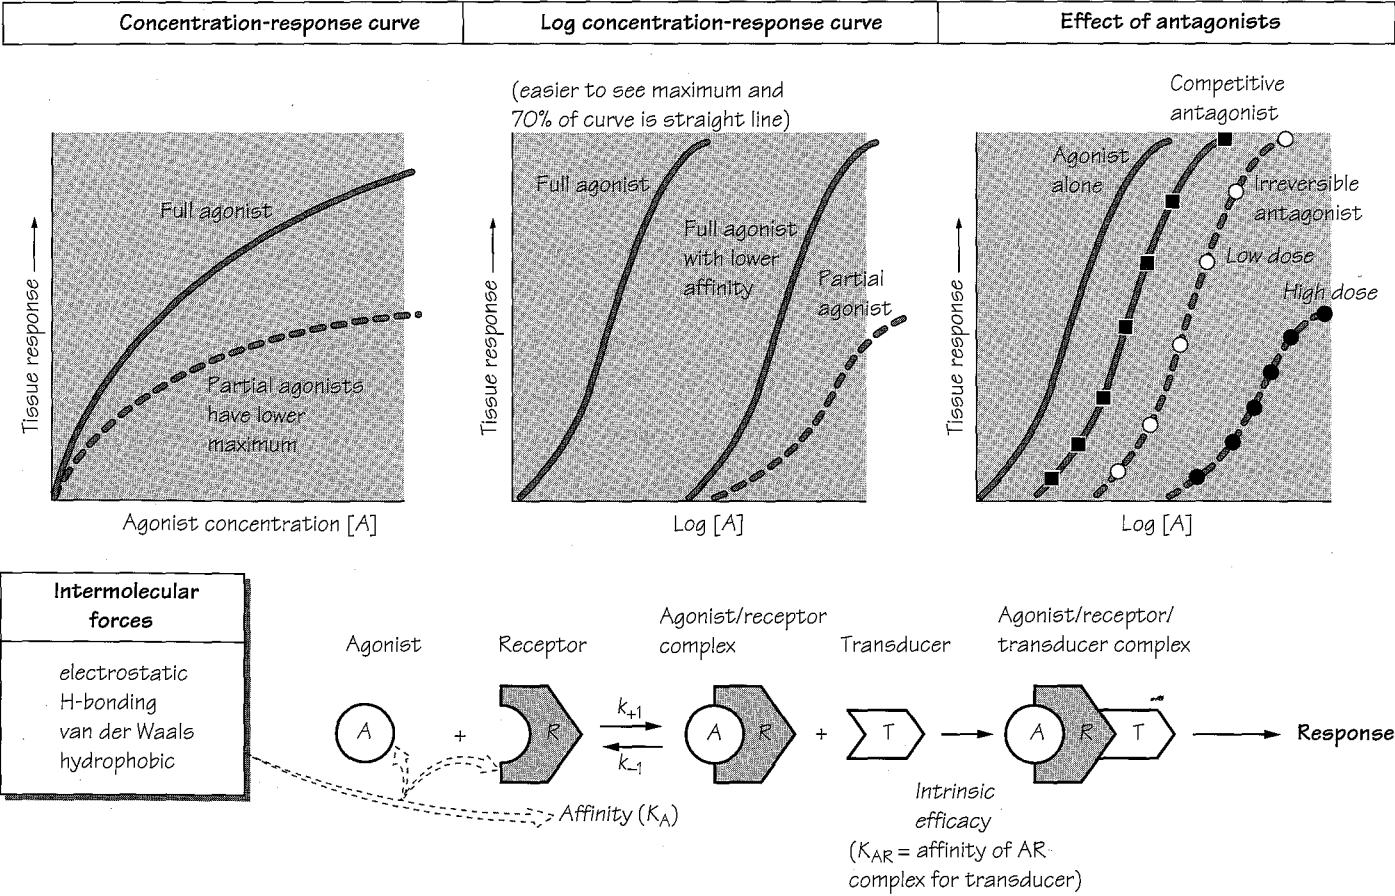 Concentration-response curve
Log concentration-response curve
Effect of antagonists
Tissue response
Full agonist
Partial agonists
have lower
maximum
Agonist concentration [A]
(easier to see maximum and
70% of curve is straight line)
Tissue response
Full agonist
Full agonist
with lower
affinity
Partial
agonist
Log [A]
Competitive
antagonist
Tissue response
Agonist
alone
Irreversible
antagonist
Low dose
High dose
Log [A]
Intermolecular
forces
electrostatic
H-bonding
van der Waals
hydrophobic
Agonist
Receptor
Agonist/receptor
complex
Transducer
Agonist/receptor/
transducer complex
A
+
R
k+1
k–1
A
R
+
T
A
R
T
Response
Affinity (KA)
Intrinsic
efficacy
(KAR = affinity of AR
complex for transducer)